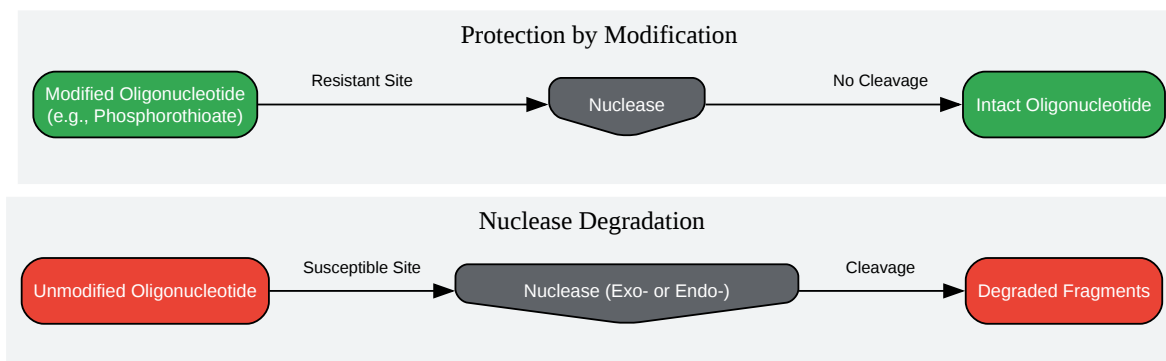 Protection by Modification
Resistant Site
No Cleavage
Modified Oligonucleotide
(e.g., Phosphorothioate)
Nuclease
Intact Oligonucleotide
Nuclease Degradation
Susceptible Site
Cleavage
Unmodified Oligonucleotide
Nuclease (Exo- or Endo-)
Degraded Fragments